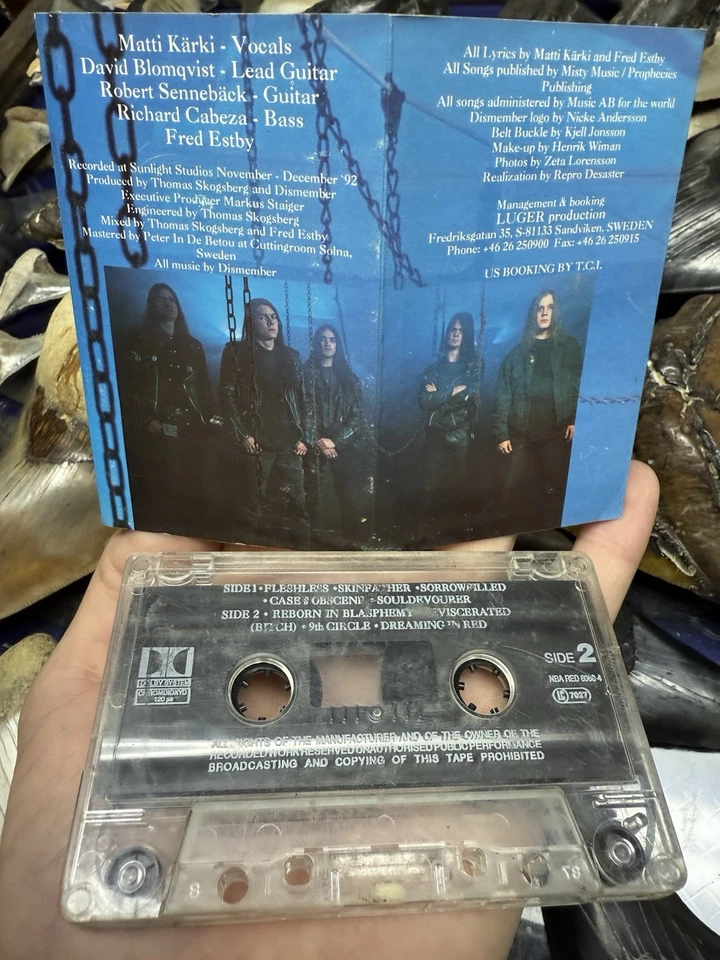 Matti Kärki - Vocals
David Blomqvist - Lead Guitar
Robert Sennebäck - Guitar
Richard Cabeza - Bass
Fred Estby
Recorded at Sunlight Studios November - December '92
Produced by Thomas Skogsberg and Dismember
Executive Producer Markus Staiger
Engineered by Thomas Skogsberg
Mixed by Thomas Skogsberg and Fred Estby
Mastered by Peter In De Betou at Cuttingroom Solna,
Sweden
All music by Dismember
All Lyrics by Matti Kärki and Fred Estby
All Songs published by Misty Music / Prophecies
Publishing
All songs administered by Music AB for the world
Dismember logo by Nicke Andersson
Belt Buckle by Kjell Jonsson
Make-up by Henrik Wiman
Photos by Zeta Lorensson
Realization by Repro Desaster
Management & booking
LUGER production
Fredriksgatan 35, S-81133 Sandviken, SWEDEN
Phone: +46 26 250900 Fax: +46 26 250915
US BOOKING BY T.C.I.
SIDE 1 • FLESHLESS • SKINFATHER • SORROWFILLED
• CASE # OBSCENE • SOULDEVOURER
SIDE 2 • REBORN IN BLASPHEMY • EVISCERATED
(BITCH) • 9th CIRCLE • DREAMING IN RED
SIDE 2
DOLBY SYSTEM
CHROMDIOXYD
120 µs
NBA RED 6060-4
LC 7027
ALL RIGHTS OF THE MANUFACTURER AND OF THE OWNER OF THE
RECORDED WORK RESERVED UNAUTHORISED PUBLIC PERFORMANCE
BROADCASTING AND COPYING OF THIS TAPE PROHIBITED